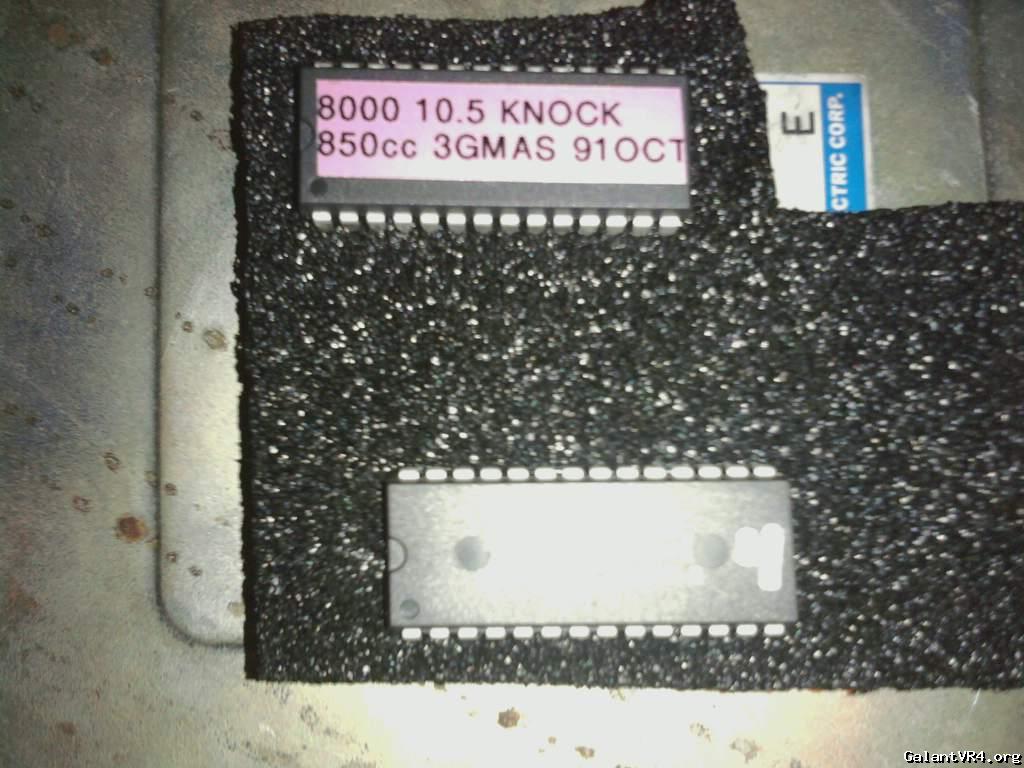 8000 10.5 KNOCK
850cc 3GMAS 91OCT
E
CTRIC CORP.
GalantVR4.org